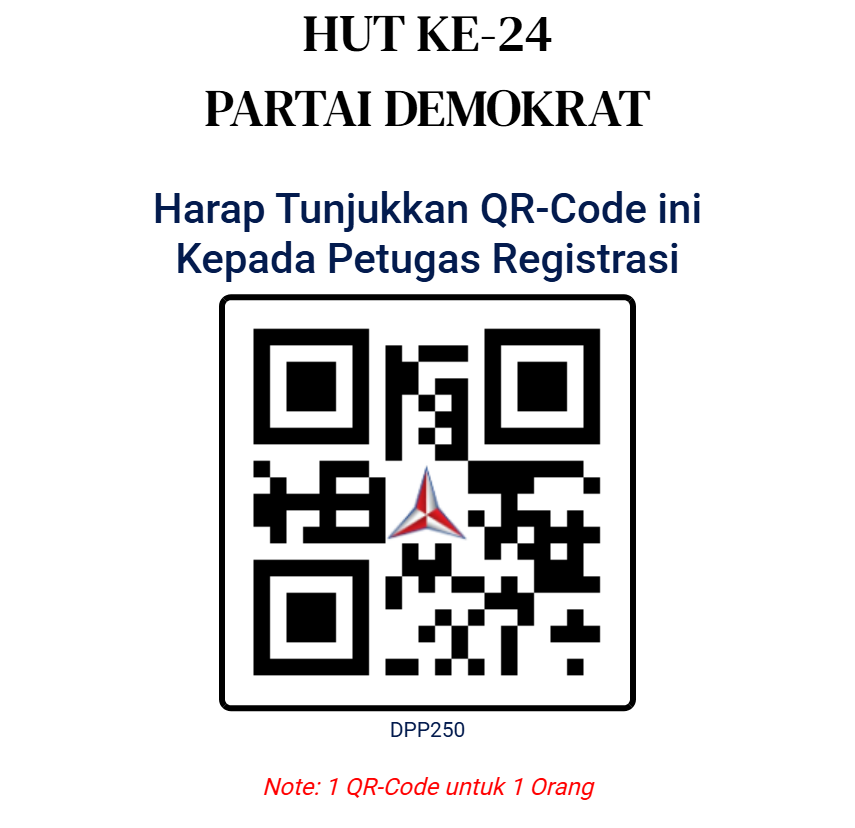 HUT KE-24
PARTAI DEMOKRAT
Harap Tunjukkan QR-Code ini
Kepada Petugas Registrasi
DPP250
Note: 1 QR-Code untuk 1 Orang